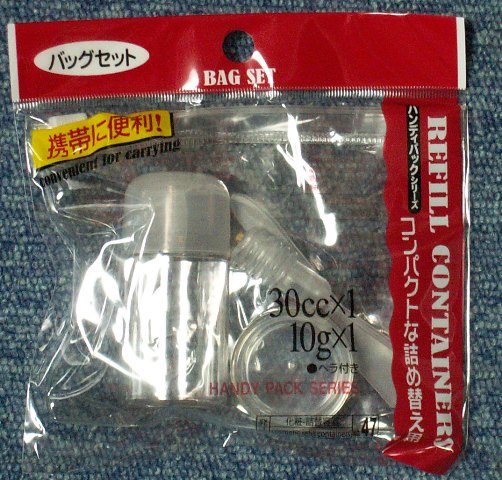 バッグセット
BAG SET
携帯に便利!
convenient for carrying
REFILL CONTAINERS
ハンディパックシリーズ
コンパクトな詰め替え用
30cc×1
10g×1
●ヘラ付き
HANDY PACK SERIES
47